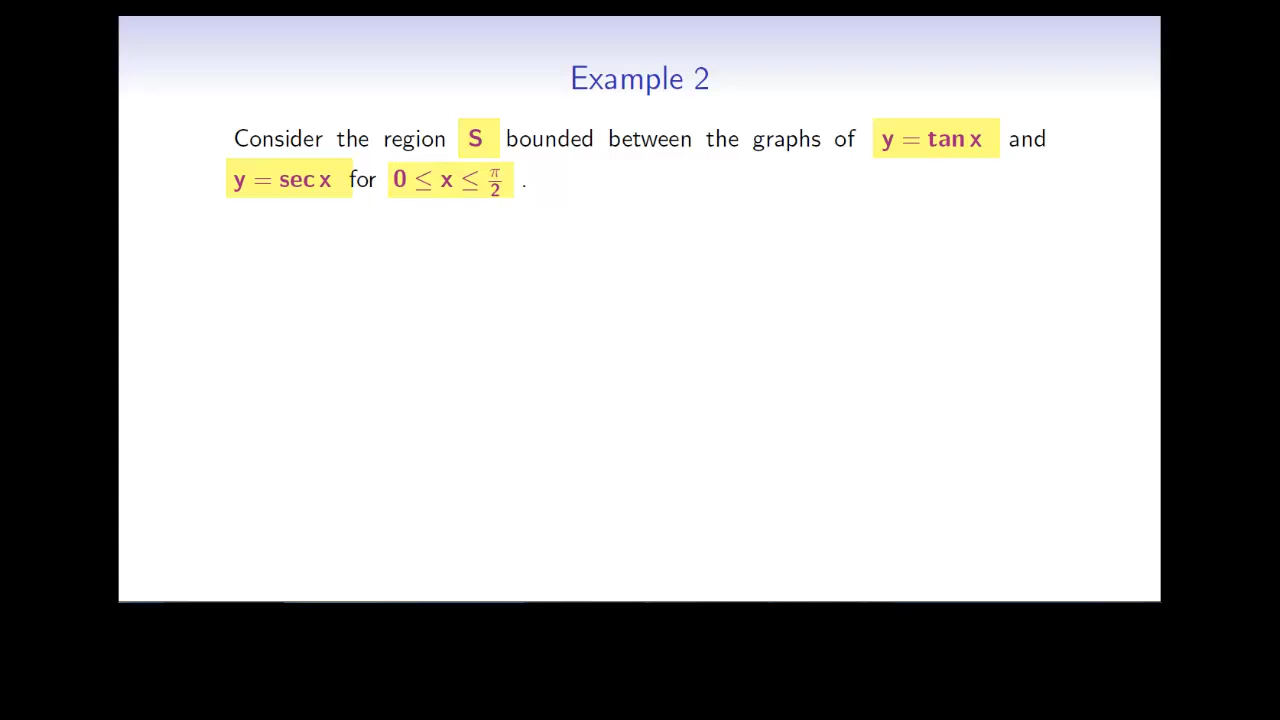 Example 2
Consider the region S bounded between the graphs of y = tan x and
y = sec x for 0 ≤ x ≤ π/2 .